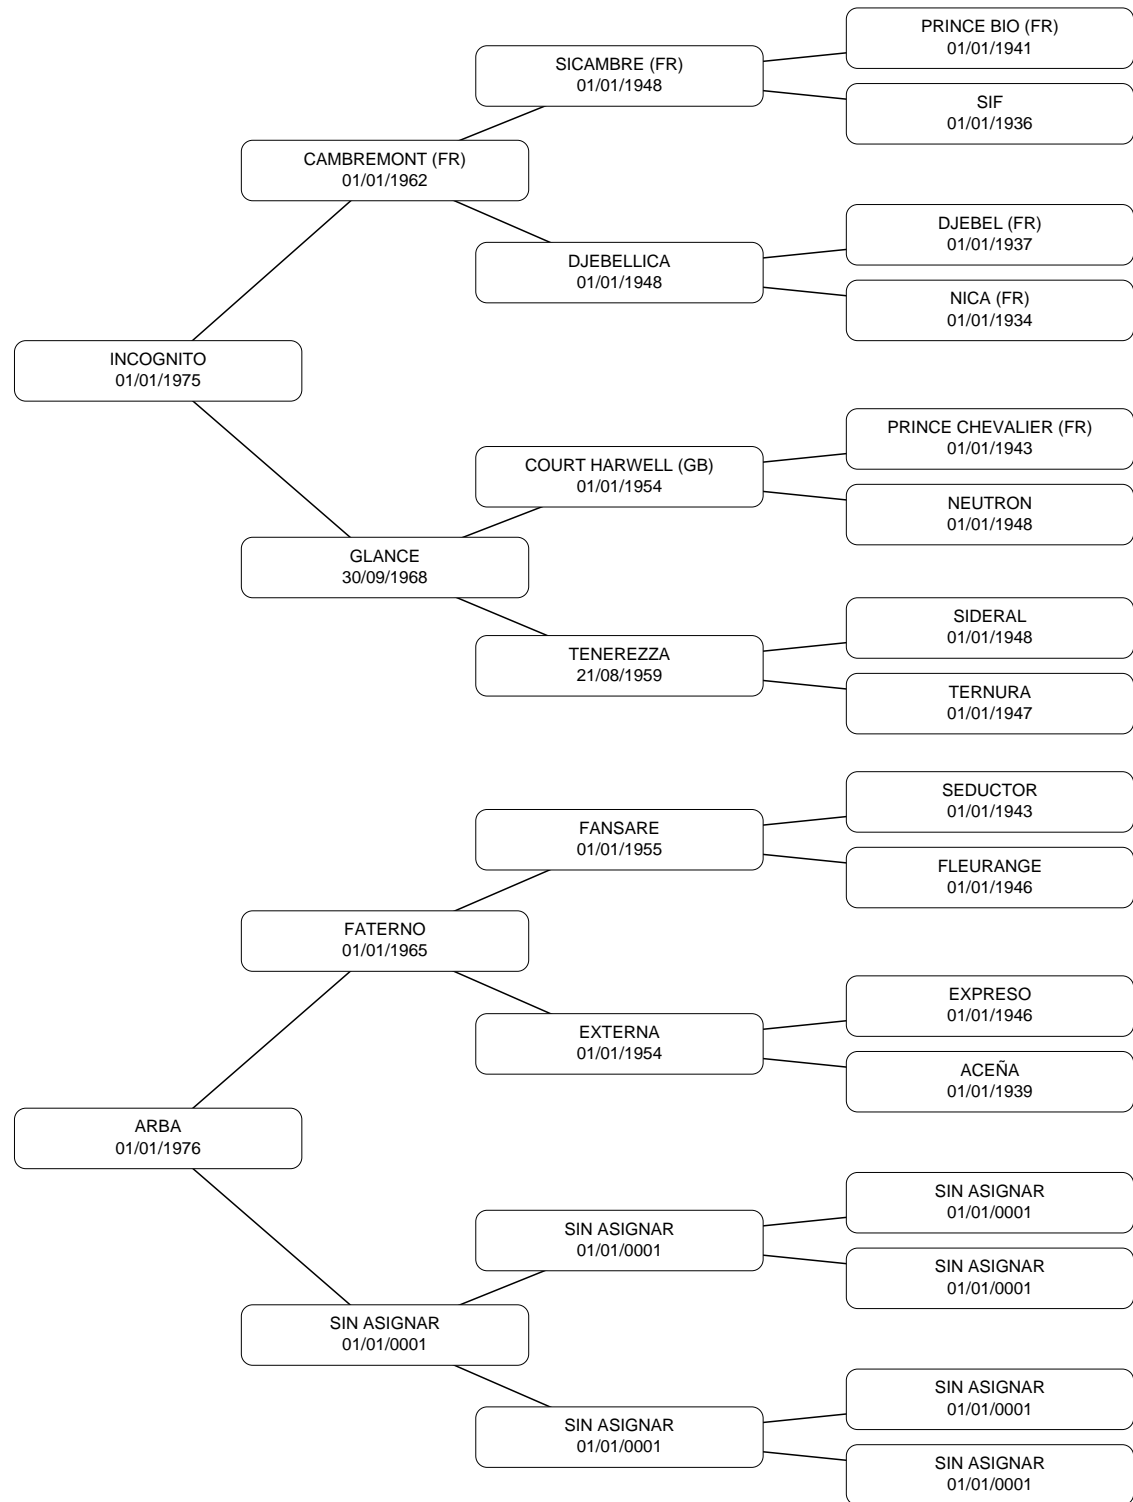 PRINCE BIO (FR)
01/01/1941
SICAMBRE (FR)
01/01/1948
SIF
01/01/1936
CAMBREMONT (FR)
01/01/1962
DJEBEL (FR)
01/01/1937
DJEBELLICA
01/01/1948
NICA (FR)
01/01/1934
INCOGNITO
01/01/1975
PRINCE CHEVALIER (FR)
01/01/1943
COURT HARWELL (GB)
01/01/1954
NEUTRON
01/01/1948
GLANCE
30/09/1968
SIDERAL
01/01/1948
TENEREZZA
21/08/1959
TERNURA
01/01/1947
SEDUCTOR
01/01/1943
FANSARE
01/01/1955
FLEURANGE
01/01/1946
FATERNO
01/01/1965
EXPRESO
01/01/1946
EXTERNA
01/01/1954
ACEÑA
01/01/1939
ARBA
01/01/1976
SIN ASIGNAR
01/01/0001
SIN ASIGNAR
01/01/0001
SIN ASIGNAR
01/01/0001
SIN ASIGNAR
01/01/0001
SIN ASIGNAR
01/01/0001
SIN ASIGNAR
01/01/0001
SIN ASIGNAR
01/01/0001